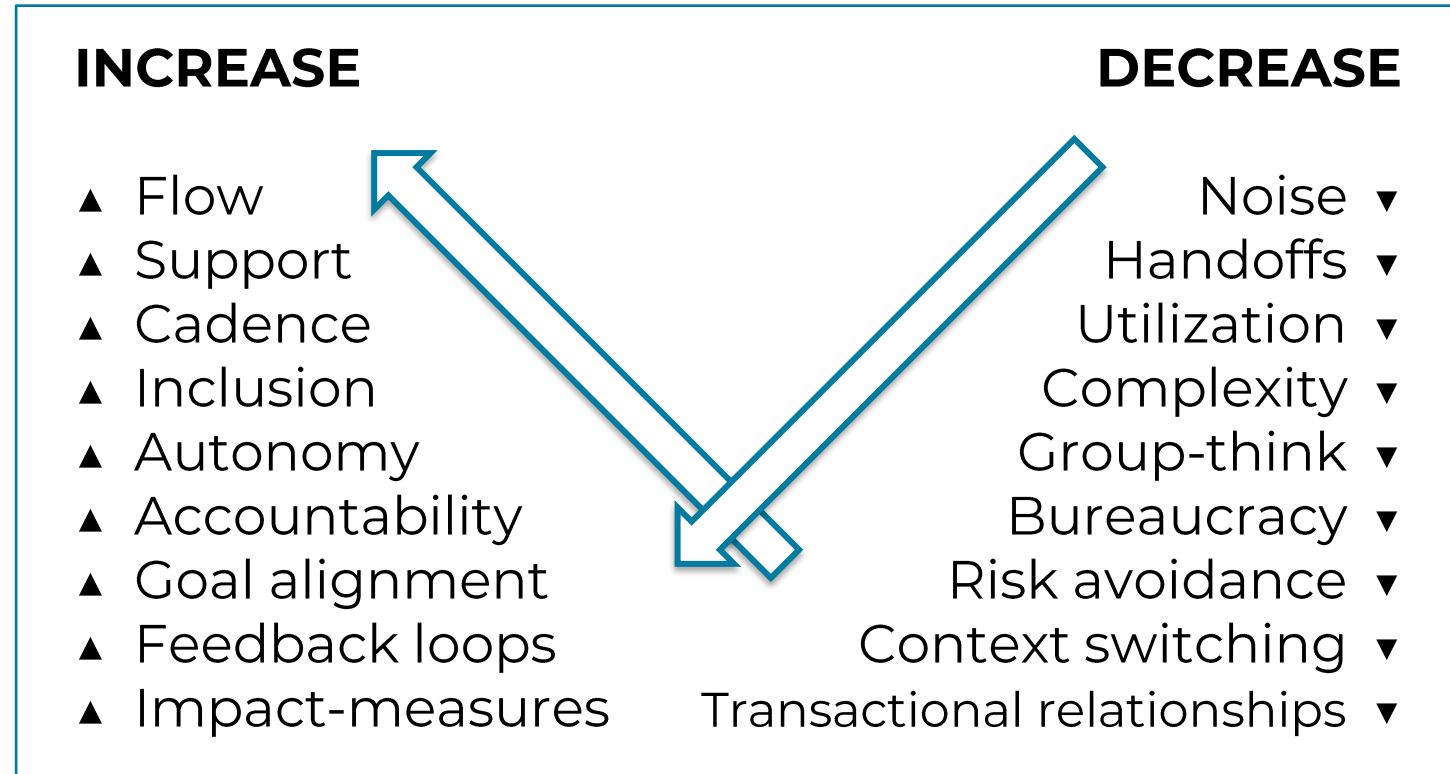 INCREASE
▲ Flow
▲ Support
▲ Cadence
▲ Inclusion
▲ Autonomy
▲ Accountability
▲ Goal alignment
▲ Feedback loops
▲ Impact-measures
DECREASE
Noise ▼
Handoffs ▼
Utilization ▼
Complexity ▼
Group-think ▼
Bureaucracy ▼
Risk avoidance ▼
Context switching ▼
Transactional relationships ▼